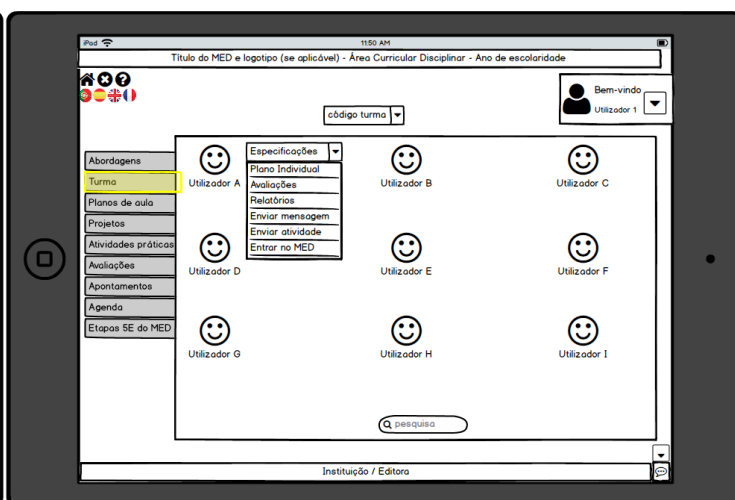 iPod
11:50 AM
Título do MED e logotipo (se aplicável) - Área Curricular Disciplinar - Ano de escolaridade
Bem-vindo
Utilizador 1
código turma
Abordagens
Turma
Planos de aula
Projetos
Atividades práticas
Avaliações
Apontamentos
Agenda
Etapas 5E do MED
Especificações
Plano Individual
Avaliações
Relatórios
Enviar mensagem
Enviar atividade
Entrar no MED
Utilizador A
Utilizador B
Utilizador C
Utilizador D
Utilizador E
Utilizador F
Utilizador G
Utilizador H
Utilizador I
pesquisa
Instituição / Editora